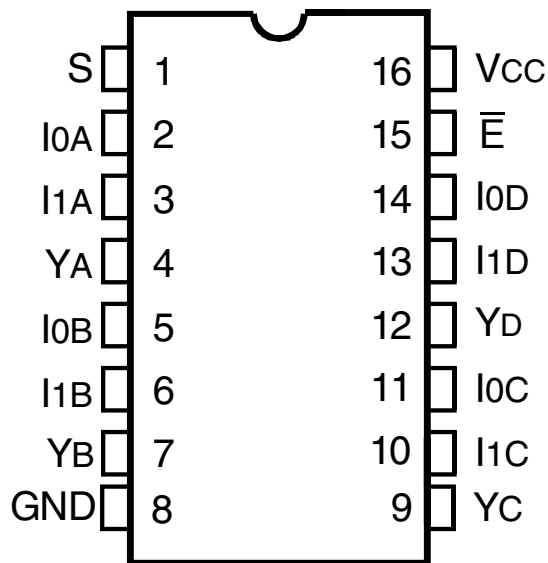 S 1 16 VCC
I0A 2 15 E̅
I1A 3 14 I0D
YA 4 13 I1D
I0B 5 12 YD
I1B 6 11 I0C
YB 7 10 I1C
GND 8 9 YC